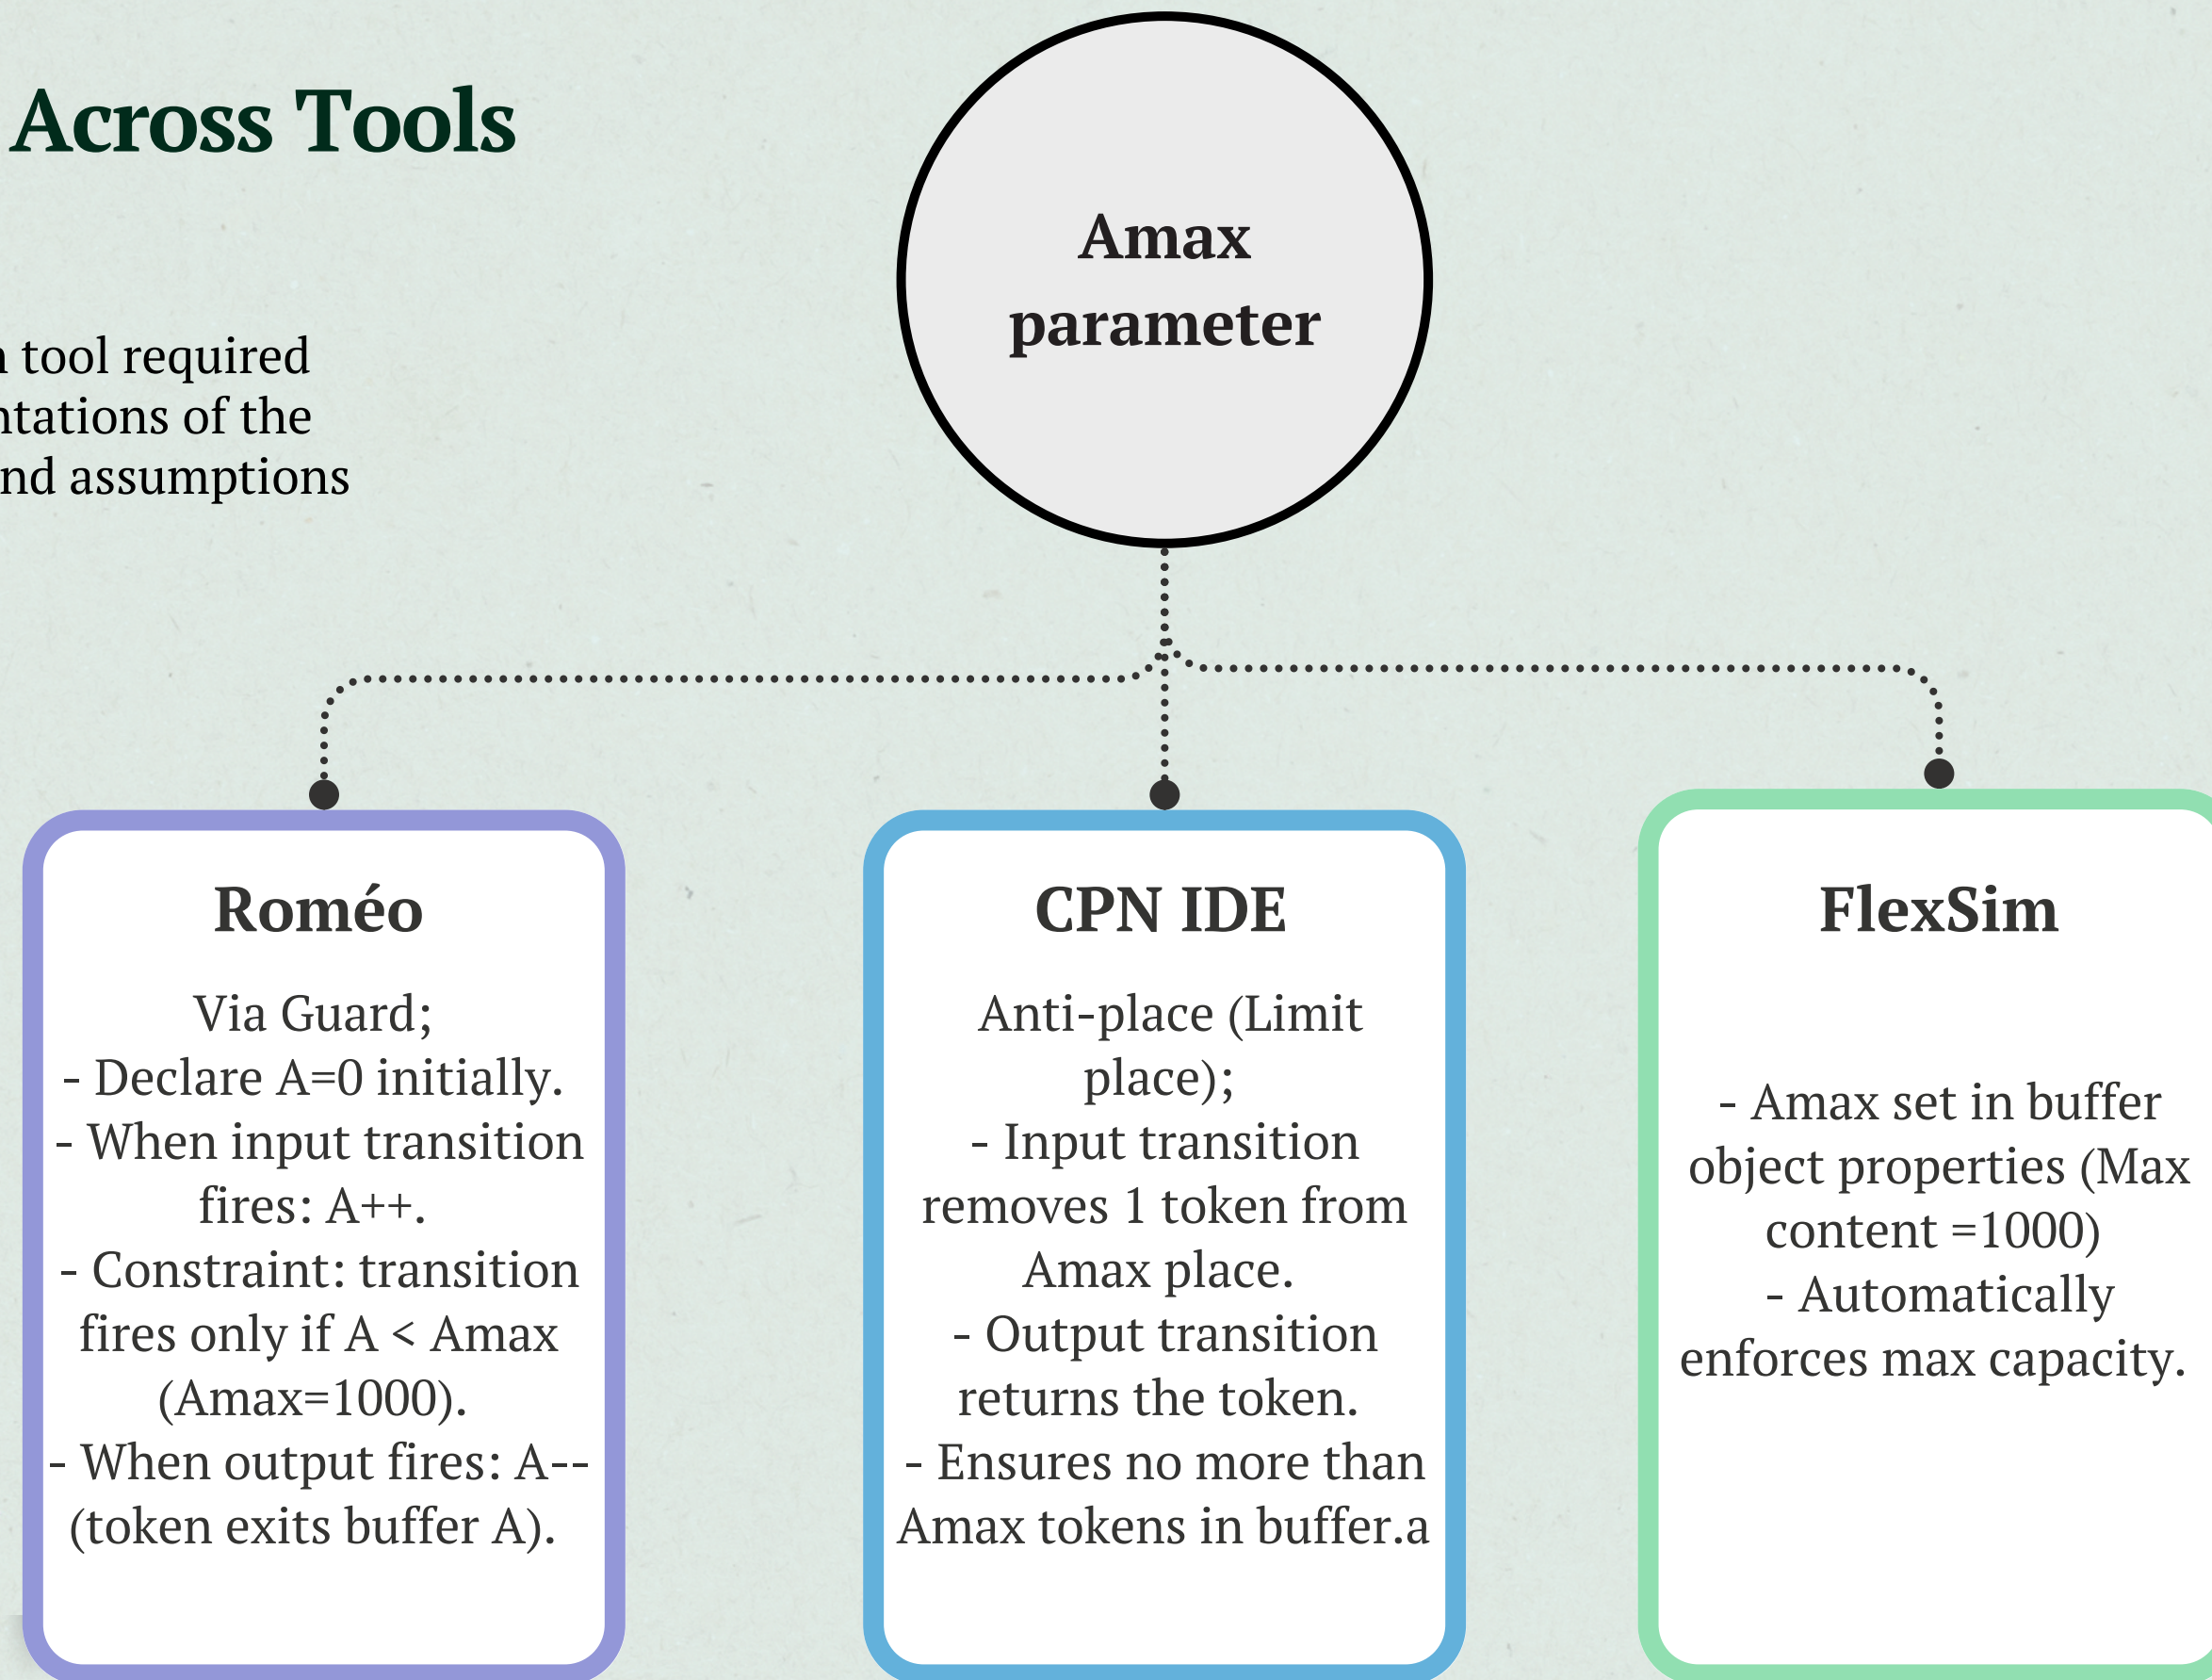 Across Tools
tool required
of the
assumptions
Amax
parameter
Roméo
Via Guard;
- Declare A=0 initially.
- When input transition
fires: A++.
- Constraint: transition
fires only if A < Amax
(Amax=1000).
- When output fires: A--
(token exits buffer A).
CPN IDE
Anti-place (Limit
place);
- Input transition
removes 1 token from
Amax place.
- Output transition
returns the token.
- Ensures no more than
Amax tokens in buffer.a
FlexSim
- Amax set in buffer
object properties (Max
content =1000)
- Automatically
enforces max capacity.